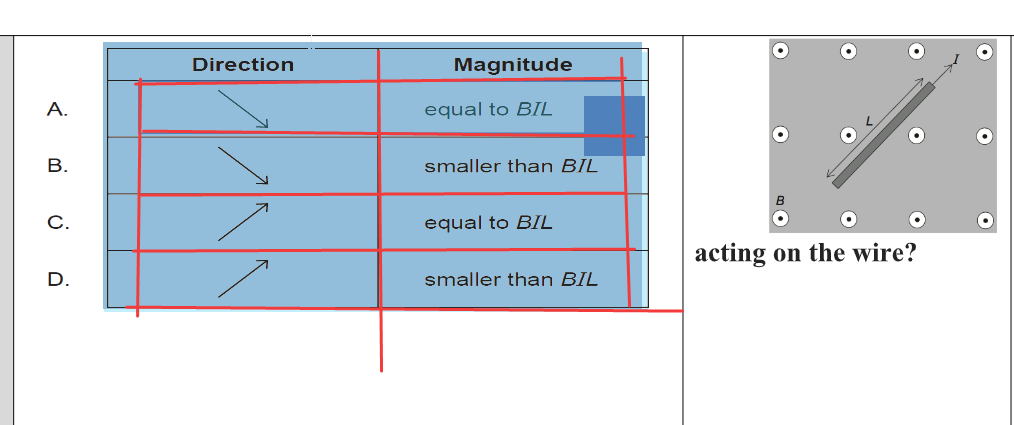 Direction Magnitude
A. equal to BIL
B. smaller than BIL
C. equal to BIL
D. smaller than BIL
I
L
B
acting on the wire?